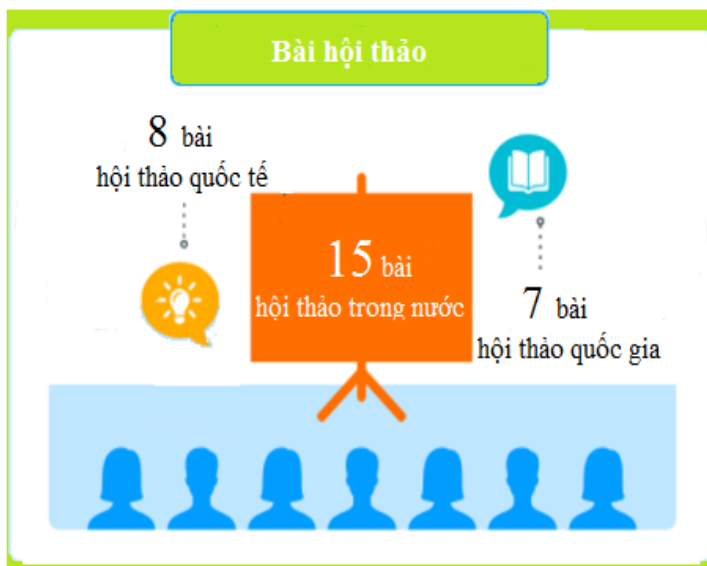 Bài hội thảo
8 bài
hội thảo quốc tế
15 bài
hội thảo trong nước
7 bài
hội thảo quốc gia